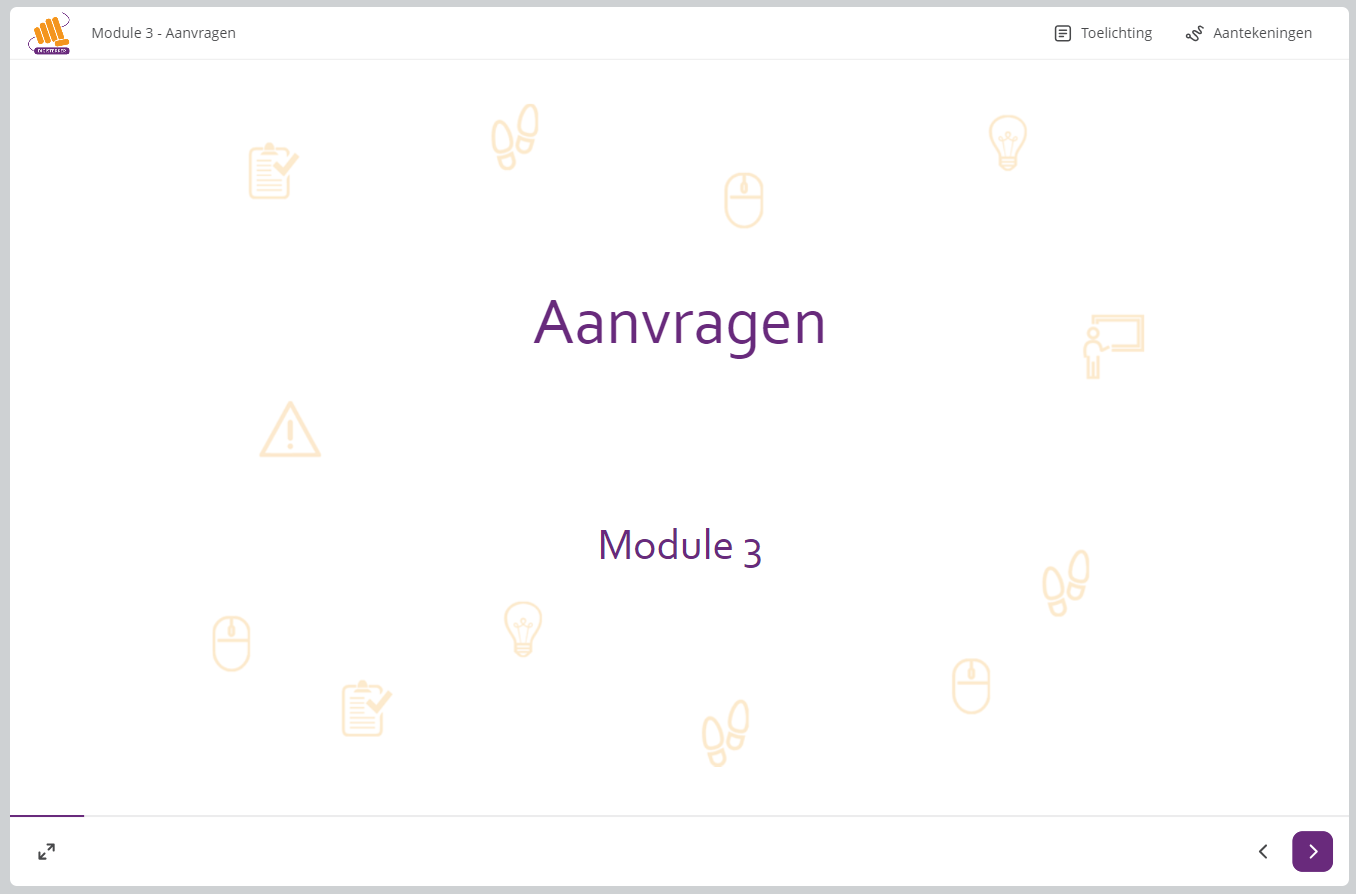 Module 3 - Aanvragen
Toelichting
Aantekeningen
Aanvragen
Module 3